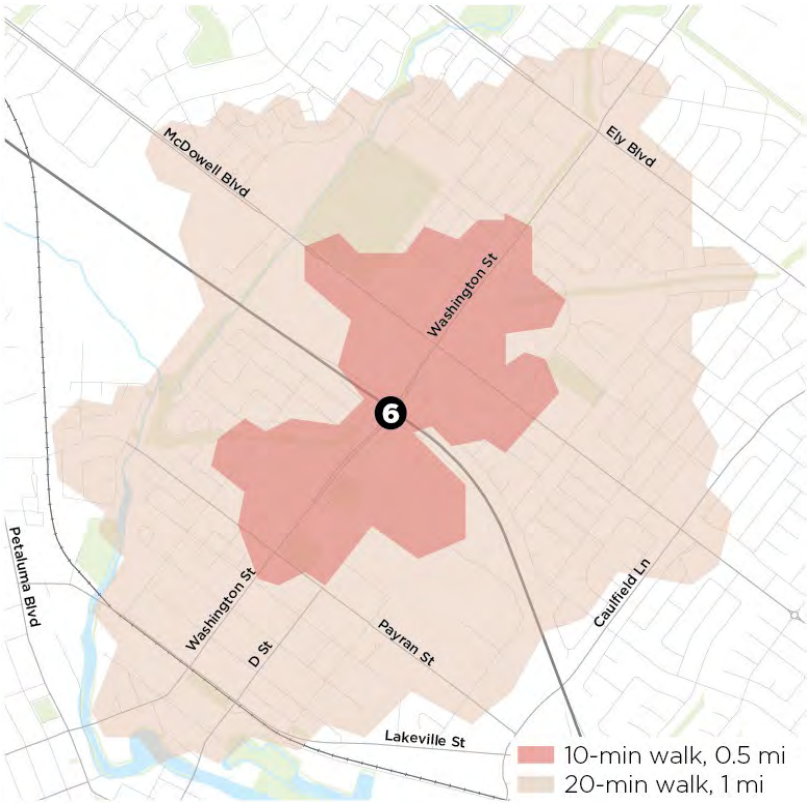 McDowell Blvd
Ely Blvd
Washington St
6
Petaluma Blvd
Washington St
D St
Payran St
Caulfield Ln
Lakeville St
10-min walk, 0.5 mi
20-min walk, 1 mi